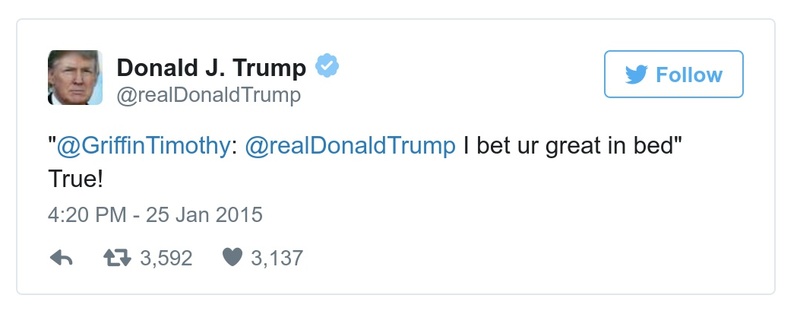 Donald J. Trump
@realDonaldTrump
Follow
"@GriffinTimothy: @realDonaldTrump I bet ur great in bed"
True!
4:20 PM - 25 Jan 2015
3,592 3,137